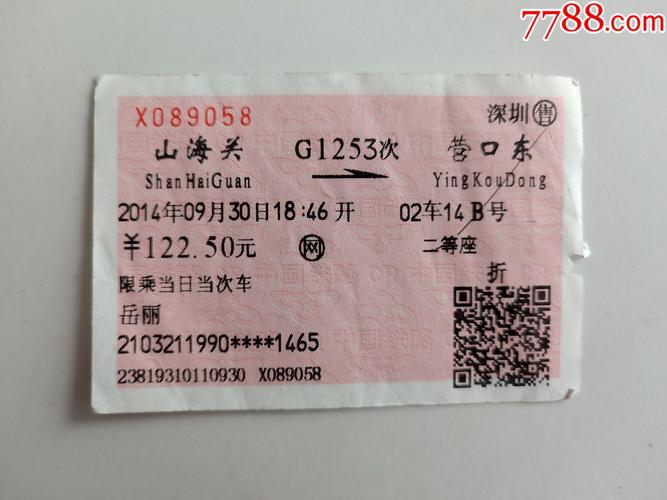 7788.com
X089058
深圳售
山海关 G1253次 营口东
ShanHaiGuan YingKouDong
2014年09月30日18:46开 02车14B号
¥122.50元 网 二等座
折
限乘当日当次车
岳丽
2103211990****1465
23819310110930 X089058